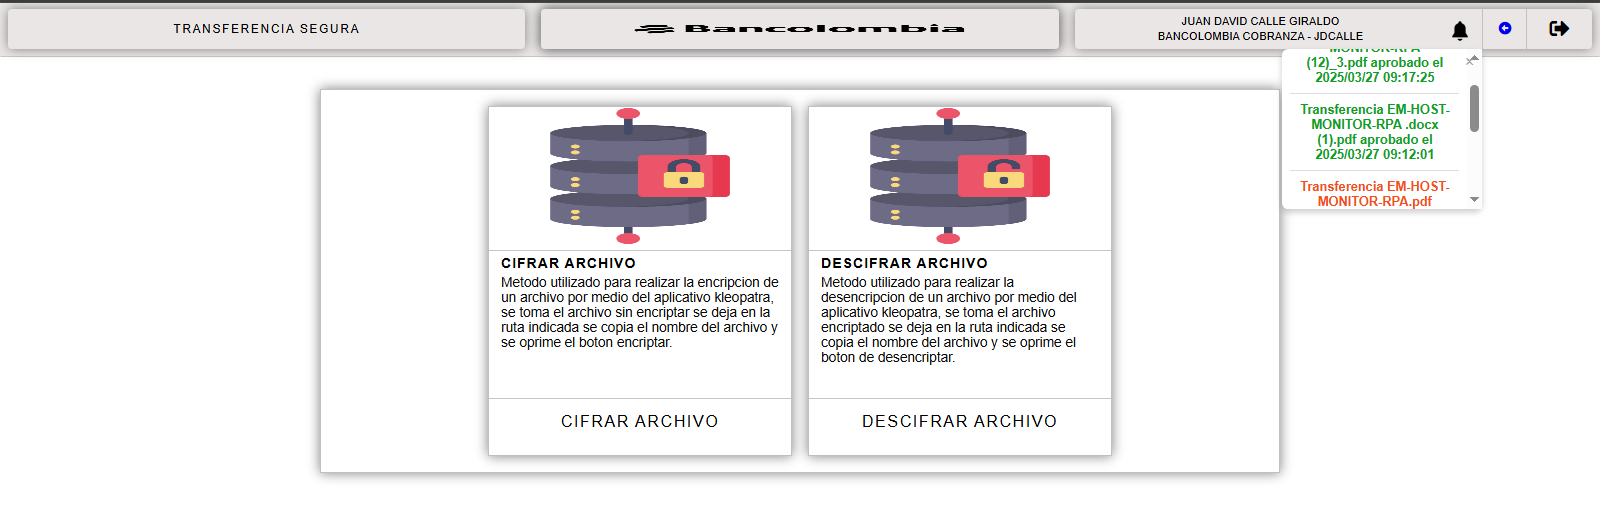 TRANSFERENCIA SEGURA
Bancolombia
JUAN DAVID CALLE GIRALDO
BANCOLOMBIA COBRANZA - JDCALLE
MONITOR-RPA
(12)_3.pdf aprobado el
2025/03/27 09:17:25
×
Transferencia EM-HOST-
MONITOR-RPA .docx
(1).pdf aprobado el
2025/03/27 09:12:01
Transferencia EM-HOST-
MONITOR-RPA.pdf
CIFRAR ARCHIVO
Metodo utilizado para realizar la encripcion de
un archivo por medio del aplicativo kleopatra,
se toma el archivo sin encriptar se deja en la
ruta indicada se copia el nombre del archivo y
se oprime el boton encriptar.
CIFRAR ARCHIVO
DESCIFRAR ARCHIVO
Metodo utilizado para realizar la
desencripcion de un archivo por medio del
aplicativo kleopatra, se toma el archivo
encriptado se deja en la ruta indicada se
copia el nombre del archivo y se oprime el
boton de desencriptar.
DESCIFRAR ARCHIVO